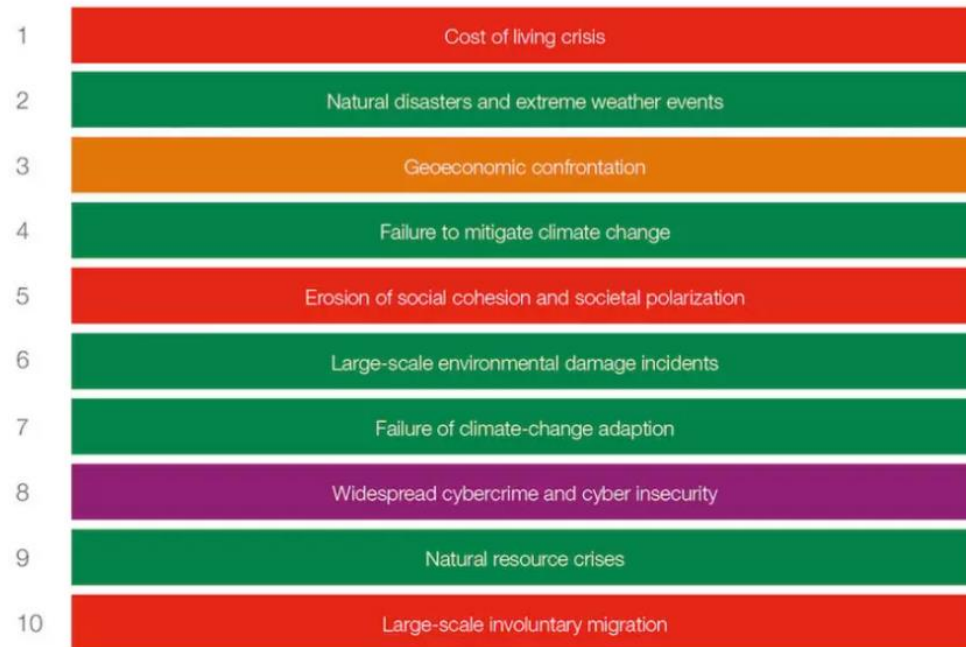 1 Cost of living crisis
2 Natural disasters and extreme weather events
3 Geoeconomic confrontation
4 Failure to mitigate climate change
5 Erosion of social cohesion and societal polarization
6 Large-scale environmental damage incidents
7 Failure of climate-change adaption
8 Widespread cybercrime and cyber insecurity
9 Natural resource crises
10 Large-scale involuntary migration